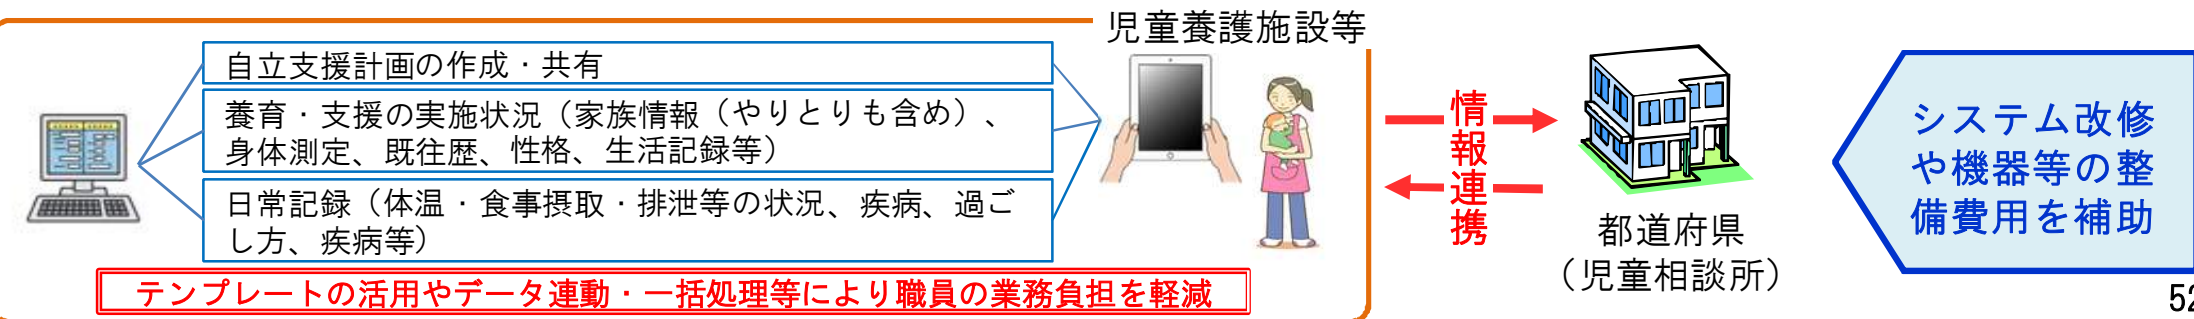 児童養護施設等
自立支援計画の作成・共有
養育・支援の実施状況（家族情報（やりとりも含め）、
身体測定、既往歴、性格、生活記録等）
日常記録（体温・食事摂取・排泄等の状況、疾病、過ご
し方、疾病等）
テンプレートの活用やデータ連動・一括処理等により職員の業務負担を軽減
情報連携
都道府県
（児童相談所）
システム改修
や機器等の整
備費用を補助
52